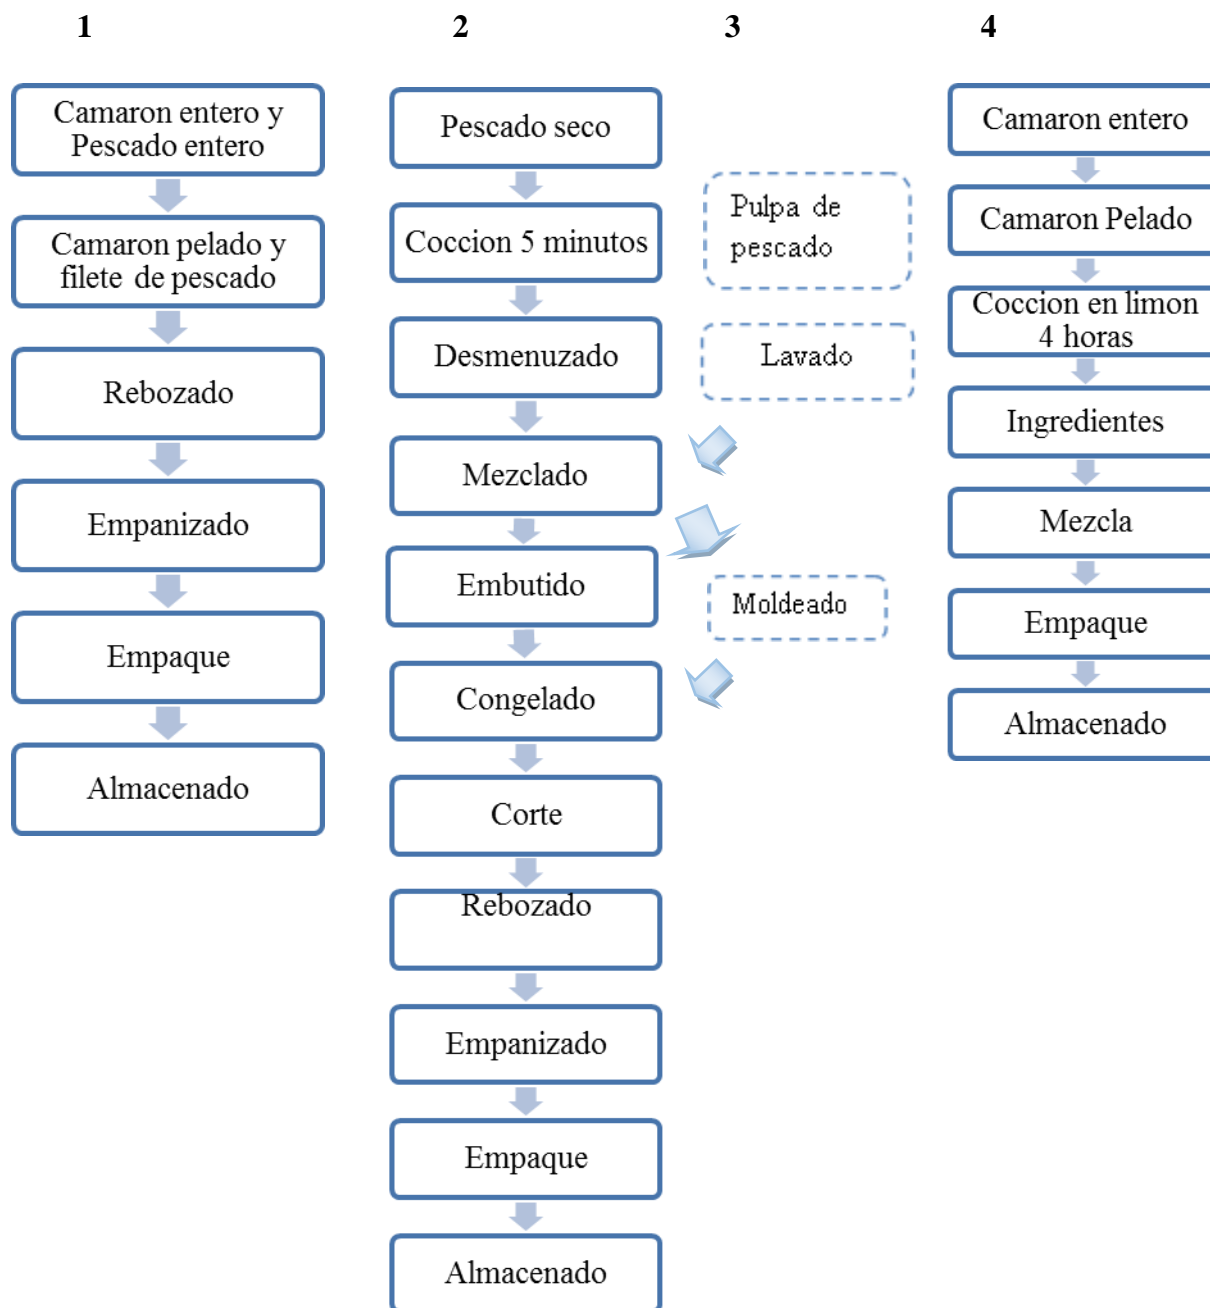 1
2
3
4
Camaron entero y
Pescado entero
Camaron pelado y
filete de pescado
Rebozado
Empanizado
Empaque
Almacenado
Pescado seco
Coccion 5 minutos
Desmenuzado
Mezclado
Embutido
Congelado
Corte
Rebozado
Empanizado
Empaque
Almacenado
Pulpa de
pescado
Lavado
Moldeado
Camaron entero
Camaron Pelado
Coccion en limon
4 horas
Ingredientes
Mezcla
Empaque
Almacenado